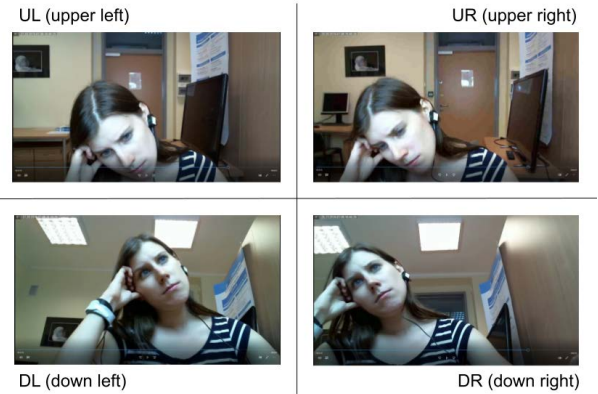 UL (upper left)
UR (upper right)
DL (down left)
DR (down right)